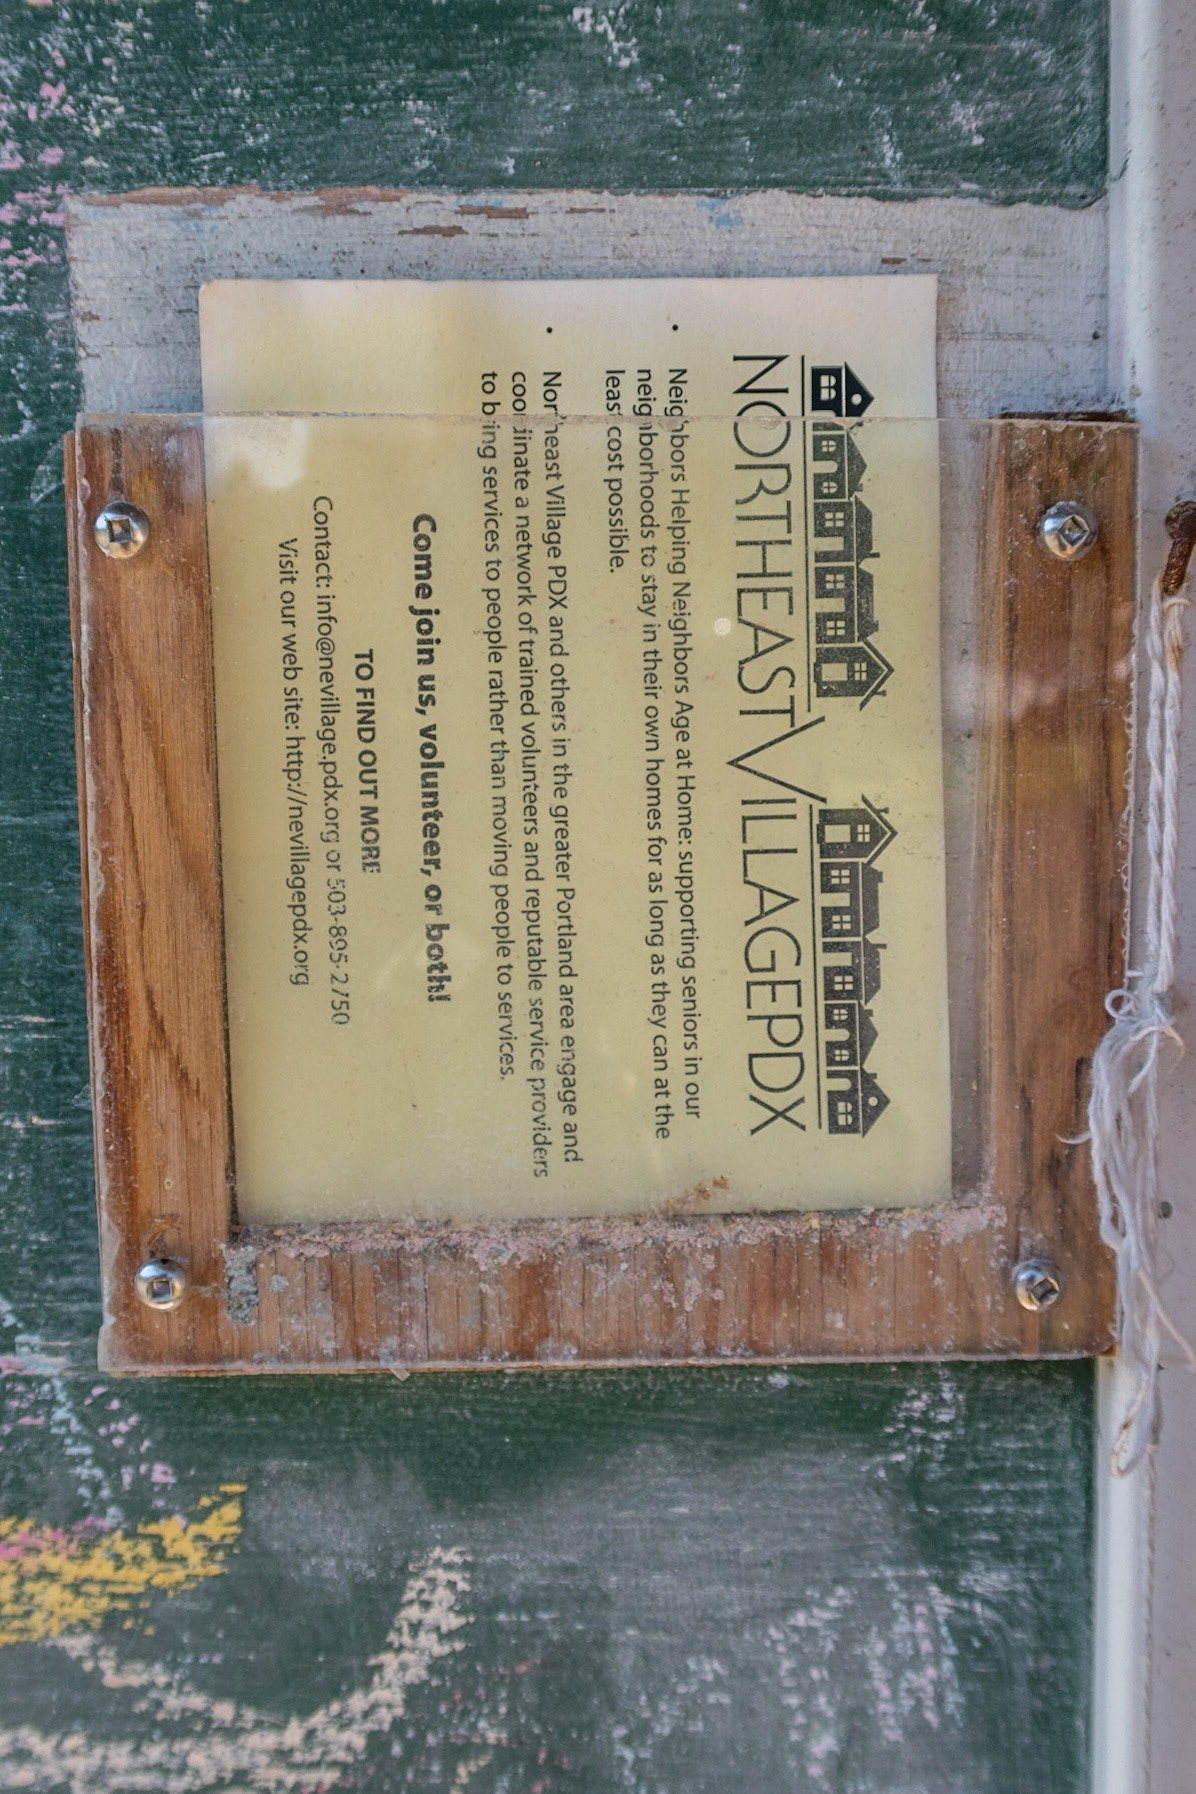 NORTHEAST VILLAGEPDX
• Neighbors Helping Neighbors Age at Home: supporting seniors in our
neighborhoods to stay in their own homes for as long as they can at the
least cost possible.
• Northeast Village PDX and others in the greater Portland area engage and
coordinate a network of trained volunteers and reputable service providers
to bring services to people rather than moving people to services.
Come join us, volunteer, or both!
TO FIND OUT MORE
Contact: info@nevillage.pdx.org or 503-895-2750
Visit our web site: http://nevillagepdx.org